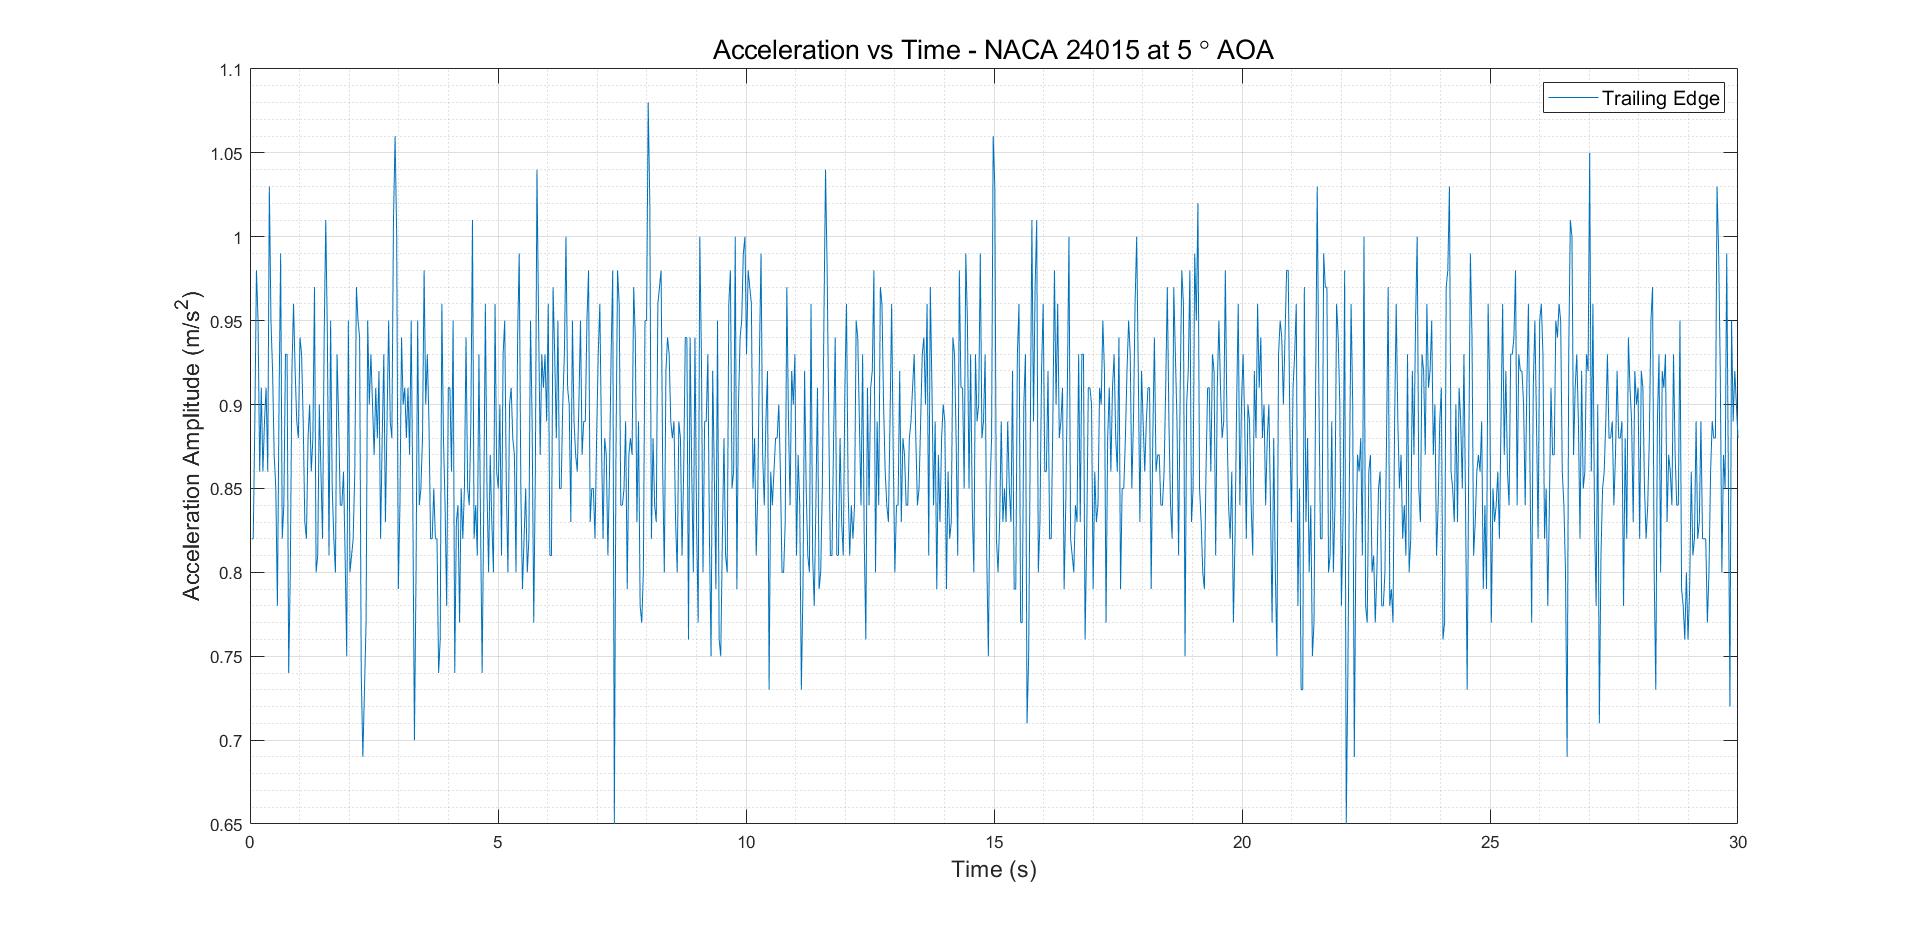 Acceleration vs Time - NACA 24015 at 5 ° AOA
Trailing Edge
Acceleration Amplitude (m/s²)
1.1
1.05
1
0.95
0.9
0.85
0.8
0.75
0.7
0.65
0 5 10 15 20 25 30
Time (s)